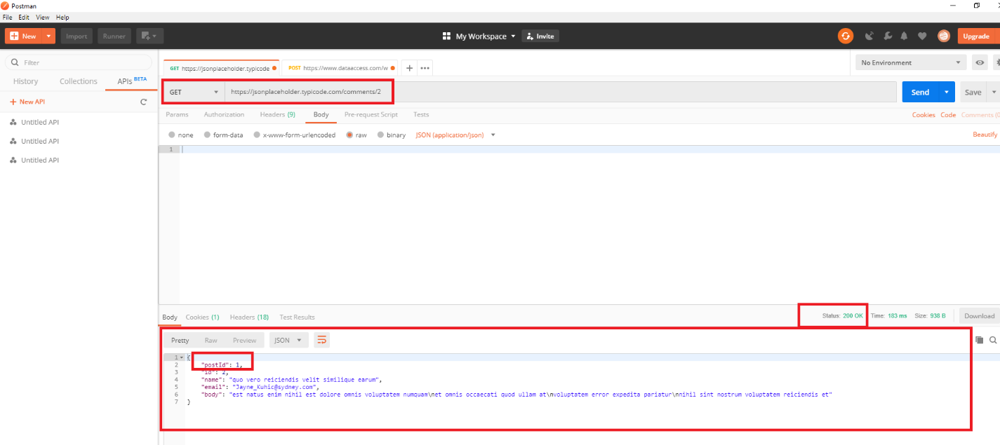 Postman
File Edit View Help
New Import Runner My Workspace Invite Upgrade
Filter
History Collections APIs BETA
New API
Untitled API
Untitled API
Untitled API
GET https://jsonplaceholder.typicode POST https://www.dataaccess.com/w No Environment
GET https://jsonplaceholder.typicode.com/comments/2 Send Save
Params Authorization Headers (9) Body Pre-request Script Tests Cookies Code Comments (0
none form-data x-www-form-urlencoded raw binary JSON (application/json) Beautify
1
Body Cookies (1) Headers (18) Test Results Status: 200 OK Time: 183 ms Size: 938 B Download
Pretty Raw Preview JSON
1 {
2 "postId": 1,
3 "id": 2,
4 "name": "quo vero reiciendis velit similique earum",
5 "email": "Jayne_Kuhic@sydney.com",
6 "body": "est natus enim nihil est dolore omnis voluptatem numquam\net omnis occaecati quod ullam at\nvoluptatem error expedita pariatur\nnihil sint nostrum voluptatem reiciendis et"
7 }